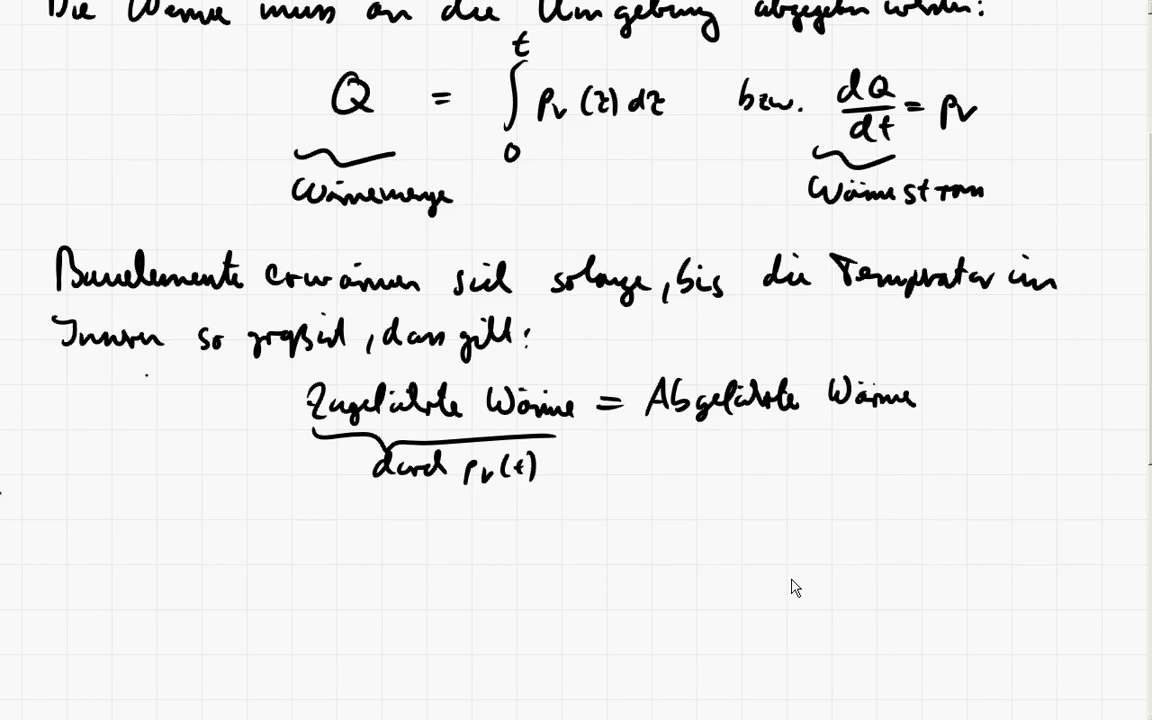 Die Wärme muss an die Umgebung abgegeben werden:
t
Q = ∫ pv (τ) dτ bzw. dQ/dt = pv
0
Wärmemenge Wärmestrom
Bauelemente erwärmen sich solange, bis die Temperatur im
Innern so groß ist, dass gilt:
Zugeführte Wärme = Abgeführte Wärme
durch pv(t)